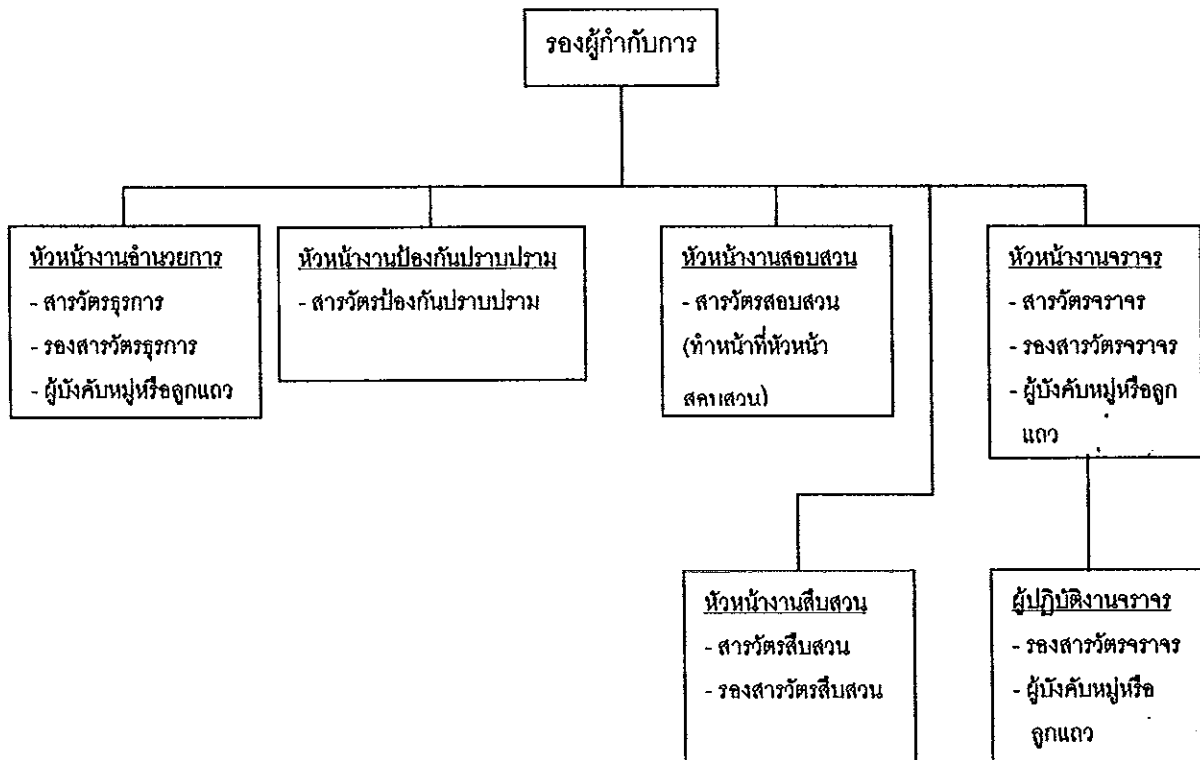 รองผู้กำกับการ
หัวหน้างานอำนวยการ
- สารวัตรธุรการ
- รองสารวัตรธุรการ
- ผู้บังคับหมู่หรือลูกแถว
หัวหน้างานป้องกันปราบปราม
- สารวัตรป้องกันปราบปราม
หัวหน้างานสอบสวน
- สารวัตรสอบสวน
(ทำหน้าที่หัวหน้า
สอบสวน)
หัวหน้างานจราจร
- สารวัตรจราจร
- รองสารวัตรจราจร
- ผู้บังคับหมู่หรือลูก
แถว
หัวหน้างานสืบสวน
- สารวัตรสืบสวน
- รองสารวัตรสืบสวน
ผู้ปฏิบัติงานจราจร
- รองสารวัตรจราจร
- ผู้บังคับหมู่หรือ
ลูกแถว